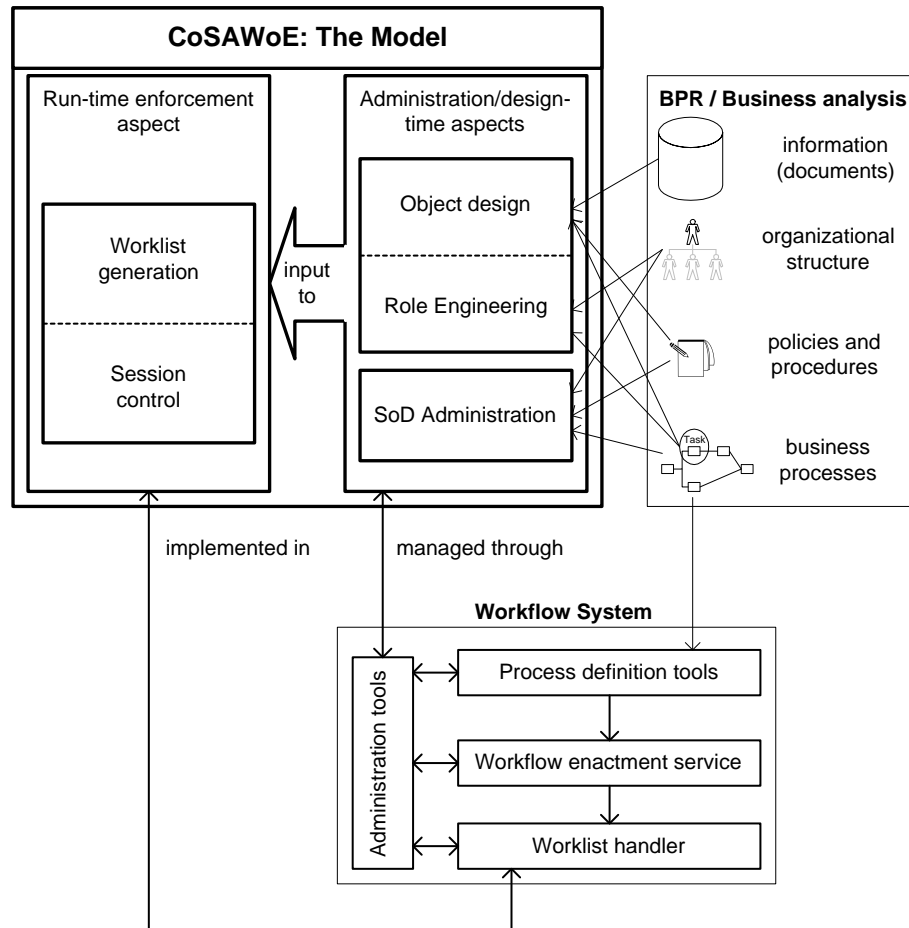 CoSAWoE: The Model
Run-time enforcement
aspect
Worklist
generation
Session
control
input
to
Administration/design-
time aspects
Object design
Role Engineering
SoD Administration
BPR / Business analysis
information
(documents)
organizational
structure
policies and
procedures
Task
business
processes
implemented in
managed through
Workflow System
Administration tools
Process definition tools
Workflow enactment service
Worklist handler